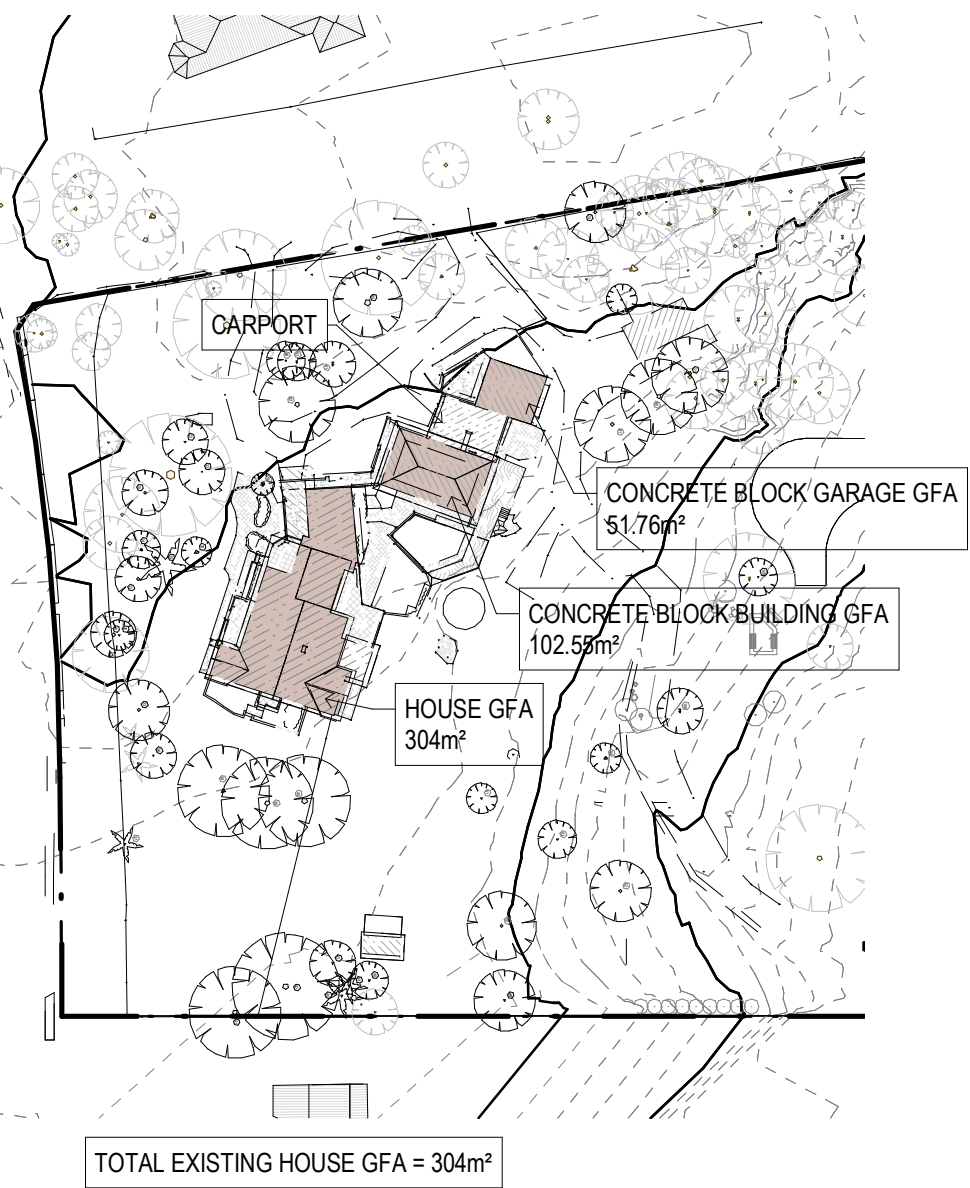 CARPORT
CONCRETE BLOCK GARAGE GFA
51.76m²
CONCRETE BLOCK BUILDING GFA
102.55m²
HOUSE GFA
304m²
TOTAL EXISTING HOUSE GFA = 304m²